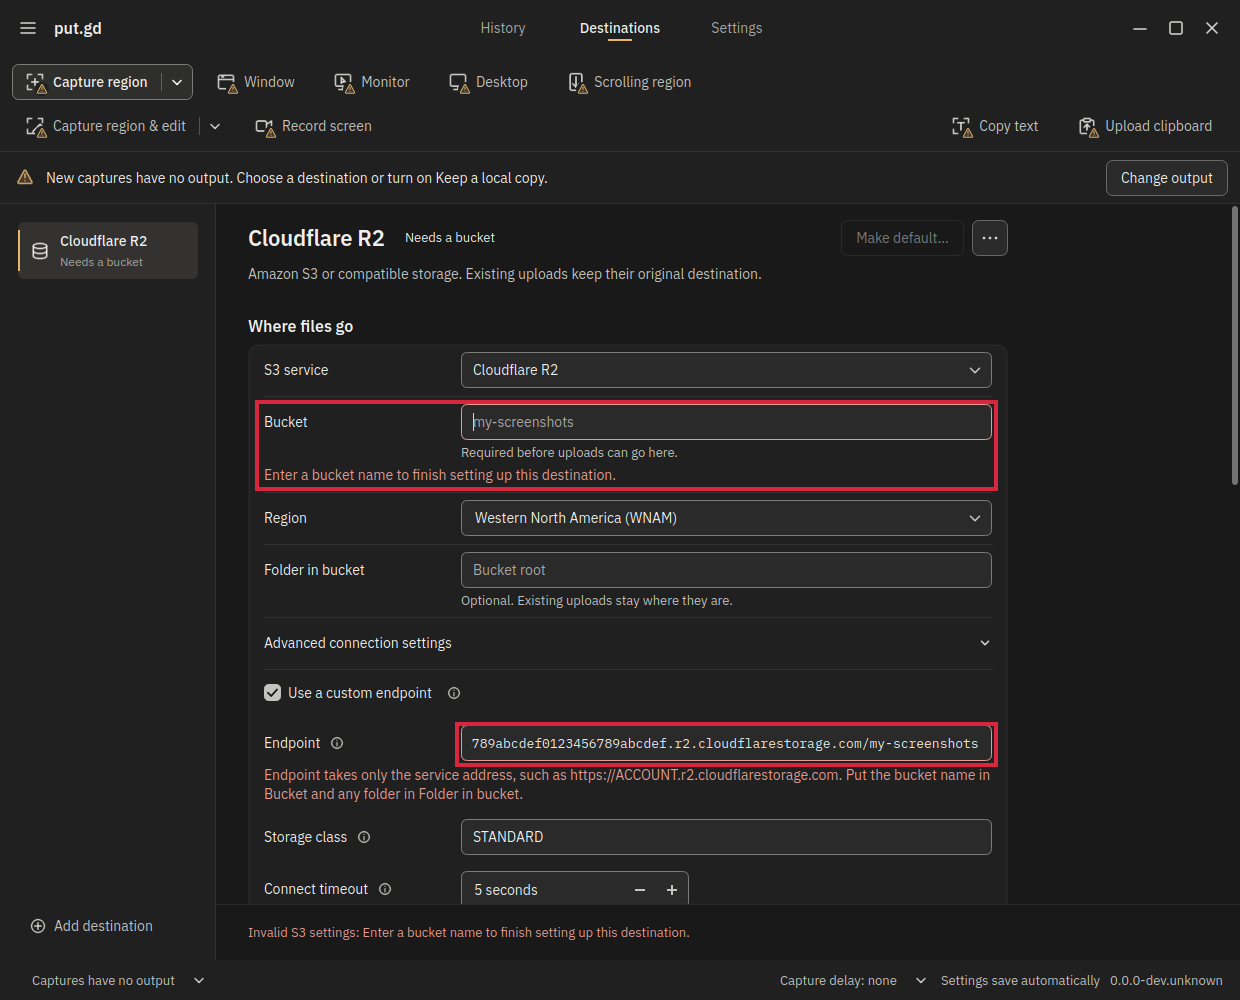 put.gd
History
Destinations
Settings
Capture region
Window
Monitor
Desktop
Scrolling region
Capture region & edit
Record screen
Copy text
Upload clipboard
New captures have no output. Choose a destination or turn on Keep a local copy.
Change output
Cloudflare R2
Needs a bucket
Cloudflare R2
Needs a bucket
Make default...
Amazon S3 or compatible storage. Existing uploads keep their original destination.
Where files go
S3 service
Cloudflare R2
Bucket
my-screenshots
Required before uploads can go here.
Enter a bucket name to finish setting up this destination.
Region
Western North America (WNAM)
Folder in bucket
Bucket root
Optional. Existing uploads stay where they are.
Advanced connection settings
Use a custom endpoint
Endpoint
789abcdef0123456789abcdef.r2.cloudflarestorage.com/my-screenshots
Endpoint takes only the service address, such as https://ACCOUNT.r2.cloudflarestorage.com. Put the bucket name in
Bucket and any folder in Folder in bucket.
Storage class
STANDARD
Connect timeout
5 seconds
Add destination
Invalid S3 settings: Enter a bucket name to finish setting up this destination.
Captures have no output
Capture delay: none
Settings save automatically
0.0.0-dev.unknown